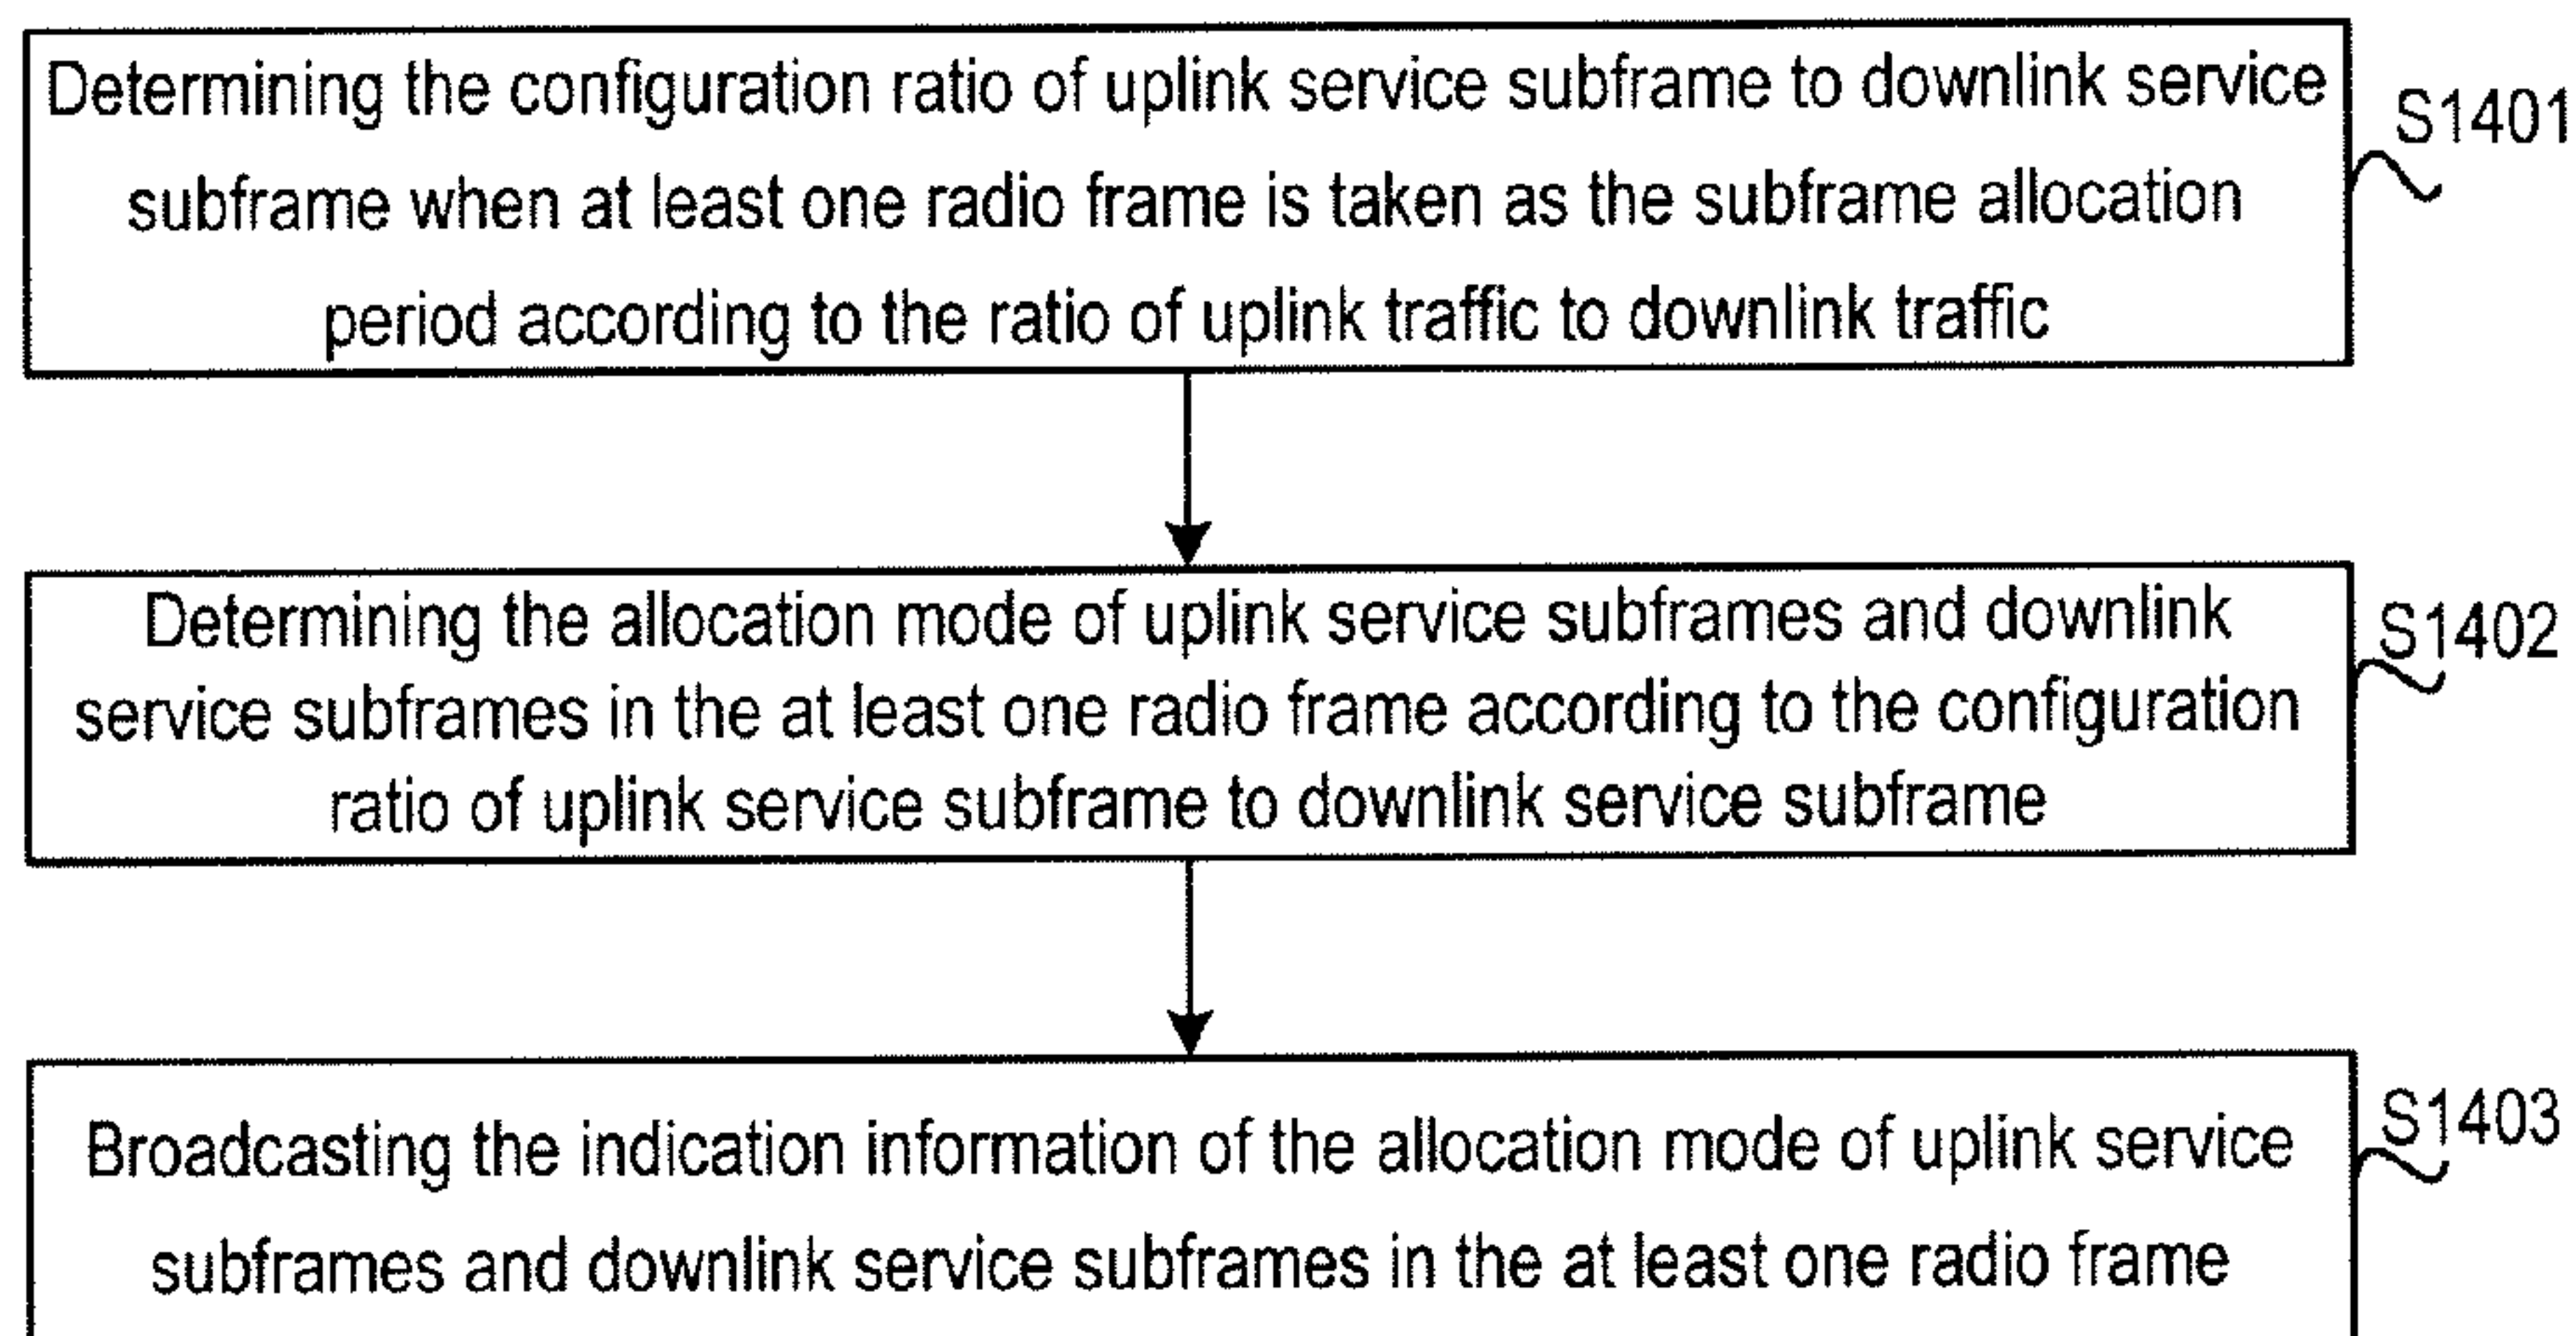 Determining the configuration ratio of uplink service subframe to downlink service
S1401
subframe when at least one radio frame is taken as the subframe allocation
period according to the ratio of uplink traffic to downlink traffic
Determining the allocation mode of uplink service subframes and downlink
S1402
service subframes in the at least one radio frame according to the configuration
ratio of uplink service subframe to downlink service subframe
Broadcasting the indication information of the allocation mode of uplink service
S1403
subframes and downlink service subframes in the at least one radio frame